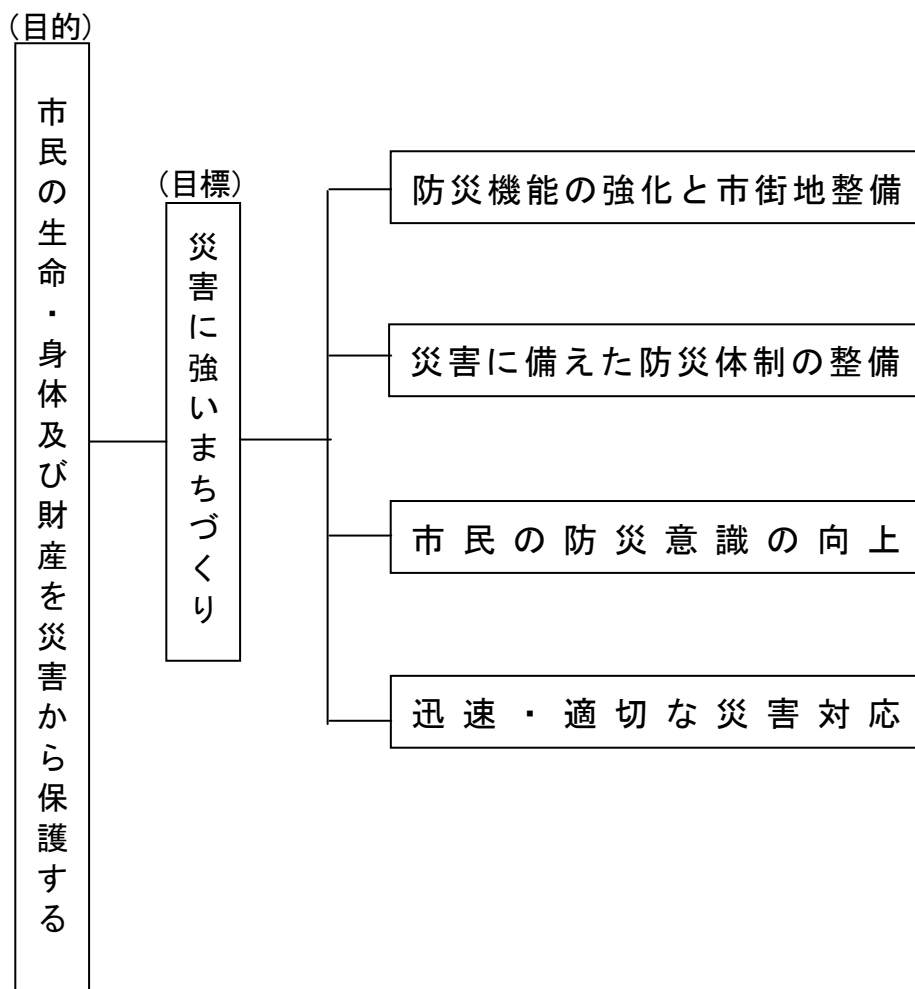 (目的)
市民の生命・身体及び財産を災害から保護する
(目標)
災害に強いまちづくり
防災機能の強化と市街地整備
災害に備えた防災体制の整備
市民の防災意識の向上
迅速・適切な災害対応